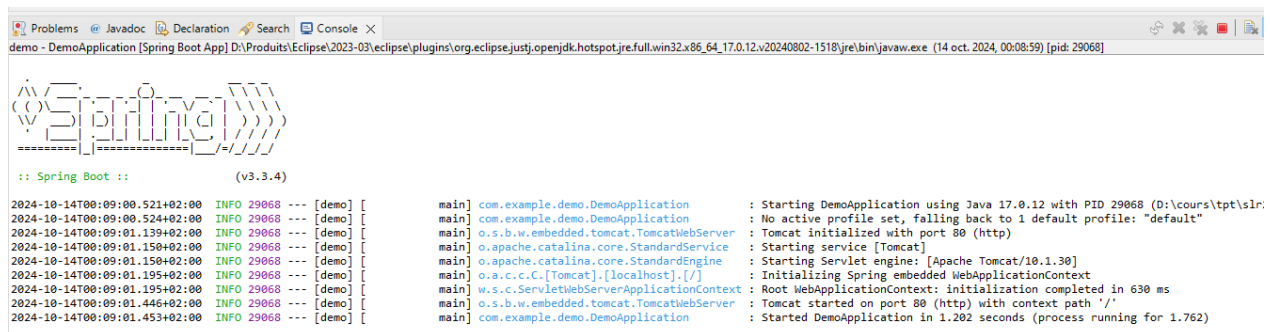 Problems @ Javadoc Declaration Search Console
demo - DemoApplication [Spring Boot App] D:\Produits\Eclipse\2023-03\eclipse\plugins\org.eclipse.justj.openjdk.hotspot.jre.full.win32.x86_64_17.0.12.v20240802-1518\jre\bin\javaw.exe (14 oct. 2024, 00:08:59) [pid: 29068]
Spring
:: Spring Boot :: (v3.3.4)
2024-10-14T00:09:00.521+02:00 INFO 29068 --- [demo] [ main] com.example.demo.DemoApplication : Starting DemoApplication using Java 17.0.12 with PID 29068 (D:\cours\tpt\slr
2024-10-14T00:09:00.524+02:00 INFO 29068 --- [demo] [ main] com.example.demo.DemoApplication : No active profile set, falling back to 1 default profile: "default"
2024-10-14T00:09:01.139+02:00 INFO 29068 --- [demo] [ main] o.s.b.w.embedded.tomcat.TomcatWebServer : Tomcat initialized with port 80 (http)
2024-10-14T00:09:01.150+02:00 INFO 29068 --- [demo] [ main] o.apache.catalina.core.StandardService : Starting service [Tomcat]
2024-10-14T00:09:01.150+02:00 INFO 29068 --- [demo] [ main] o.apache.catalina.core.StandardEngine : Starting Servlet engine: [Apache Tomcat/10.1.30]
2024-10-14T00:09:01.195+02:00 INFO 29068 --- [demo] [ main] o.a.c.c.C.[Tomcat].[localhost].[/] : Initializing Spring embedded WebApplicationContext
2024-10-14T00:09:01.195+02:00 INFO 29068 --- [demo] [ main] w.s.c.ServletWebServerApplicationContext : Root WebApplicationContext: initialization completed in 630 ms
2024-10-14T00:09:01.446+02:00 INFO 29068 --- [demo] [ main] o.s.b.w.embedded.tomcat.TomcatWebServer : Tomcat started on port 80 (http) with context path '/'
2024-10-14T00:09:01.453+02:00 INFO 29068 --- [demo] [ main] com.example.demo.DemoApplication : Started DemoApplication in 1.202 seconds (process running for 1.762)